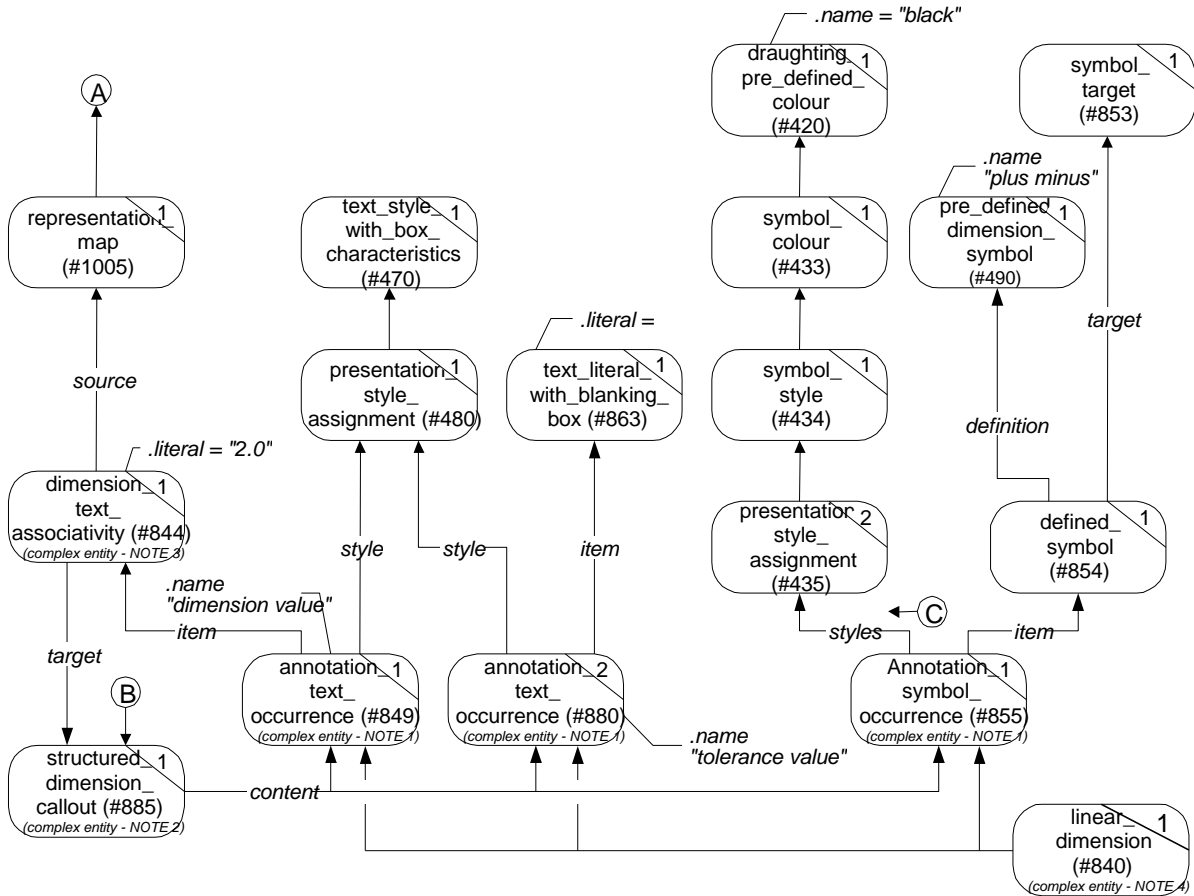 .name = "black"
draughting_
pre_defined_
colour
(#420)
1
symbol_
target
(#853)
1
A
.name
"plus minus"
representation_
map
(#1005)
1
text_style_
with_box_
characteristics
(#470)
1
symbol_
colour
(#433)
1
pre_defined_
dimension_
symbol
(#490)
1
.literal =
target
source
presentation_
style_
assignment (#480)
1
text_literal_
with_blanking_
box (#863)
1
symbol_
style
(#434)
1
definition
.literal = "2.0"
dimension_
text_
associativity (#844)
(complex entity - NOTE 3)
1
style
style
item
presentation_
style_
assignment
(#435)
2
defined_
symbol
(#854)
1
.name
"dimension value"
item
C
styles
item
target
B
annotation_
text_
occurrence (#849)
(complex entity - NOTE 1)
1
annotation_
text_
occurrence (#880)
(complex entity - NOTE 1)
2
Annotation_
symbol_
occurrence (#855)
(complex entity - NOTE 1)
1
.name
"tolerance value"
structured_
dimension_
callout (#885)
(complex entity - NOTE 2)
1
content
linear_
dimension
(#840)
(complex entity - NOTE 4)
1